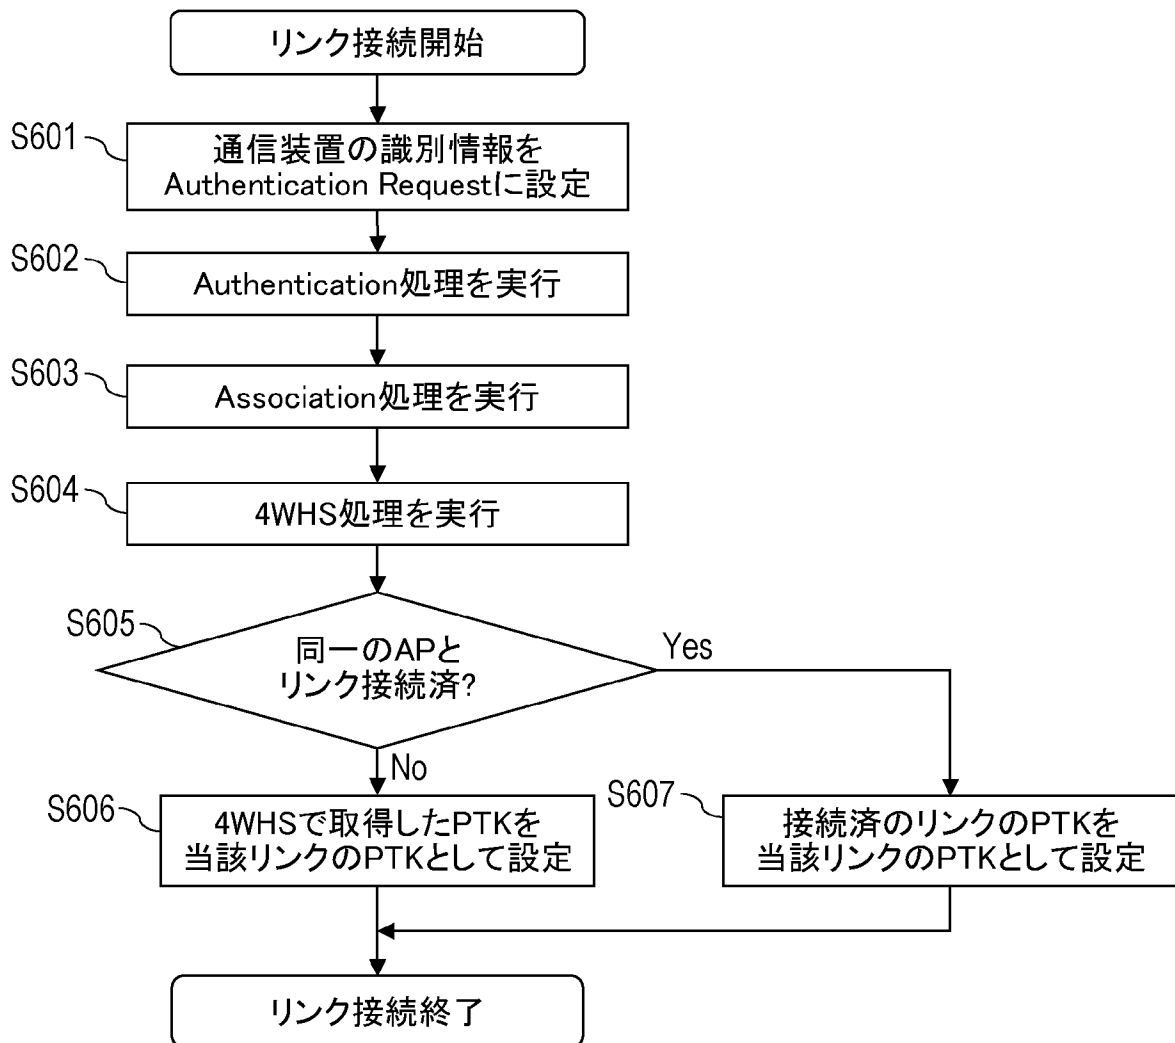 リンク接続開始
S601
通信装置の識別情報を
Authentication Requestに設定
S602
Authentication処理を実行
S603
Association処理を実行
S604
4WHS処理を実行
S605
同一のAPと
リンク接続済?
Yes
No
S606
4WHSで取得したPTKを
当該リンクのPTKとして設定
S607
接続済のリンクのPTKを
当該リンクのPTKとして設定
リンク接続終了